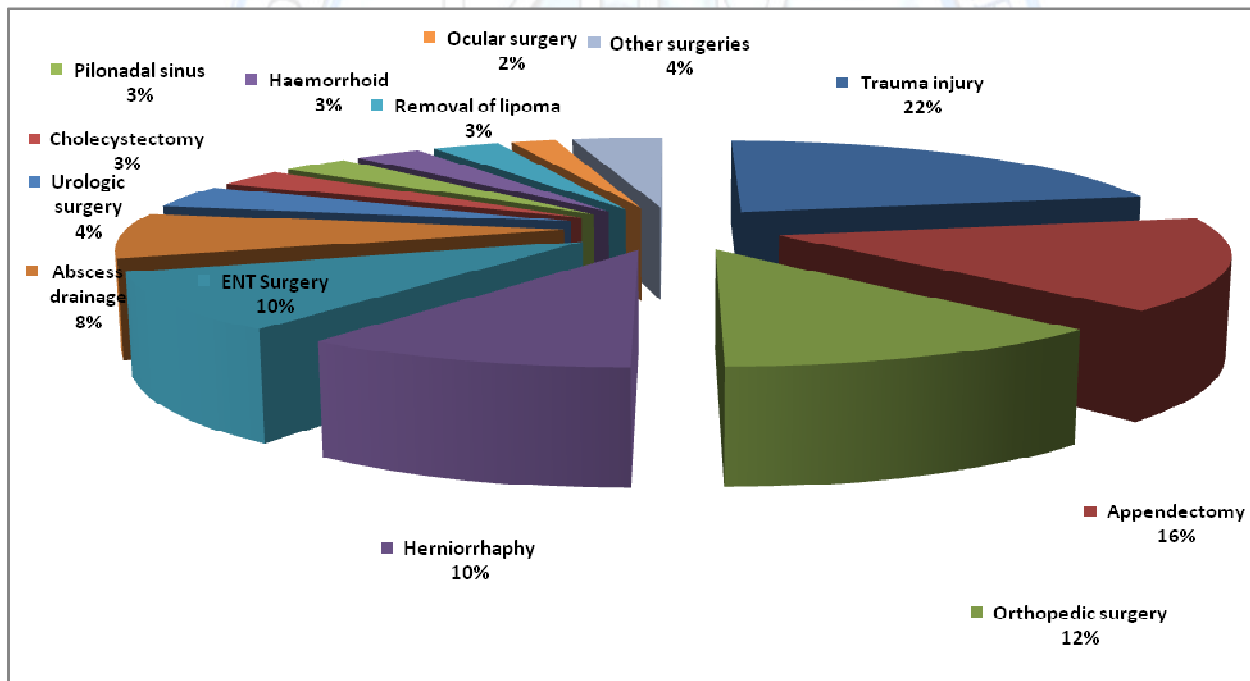 Ocular surgery
2%
Other surgeries
4%
Pilonadal sinus
3%
Haemorrhoid
3%
Removal of lipoma
3%
Trauma injury
22%
Cholecystectomy
3%
Urologic
surgery
4%
Abscess
drainage
8%
ENT Surgery
10%
Herniorrhaphy
10%
Appendectomy
16%
Orthopedic surgery
12%